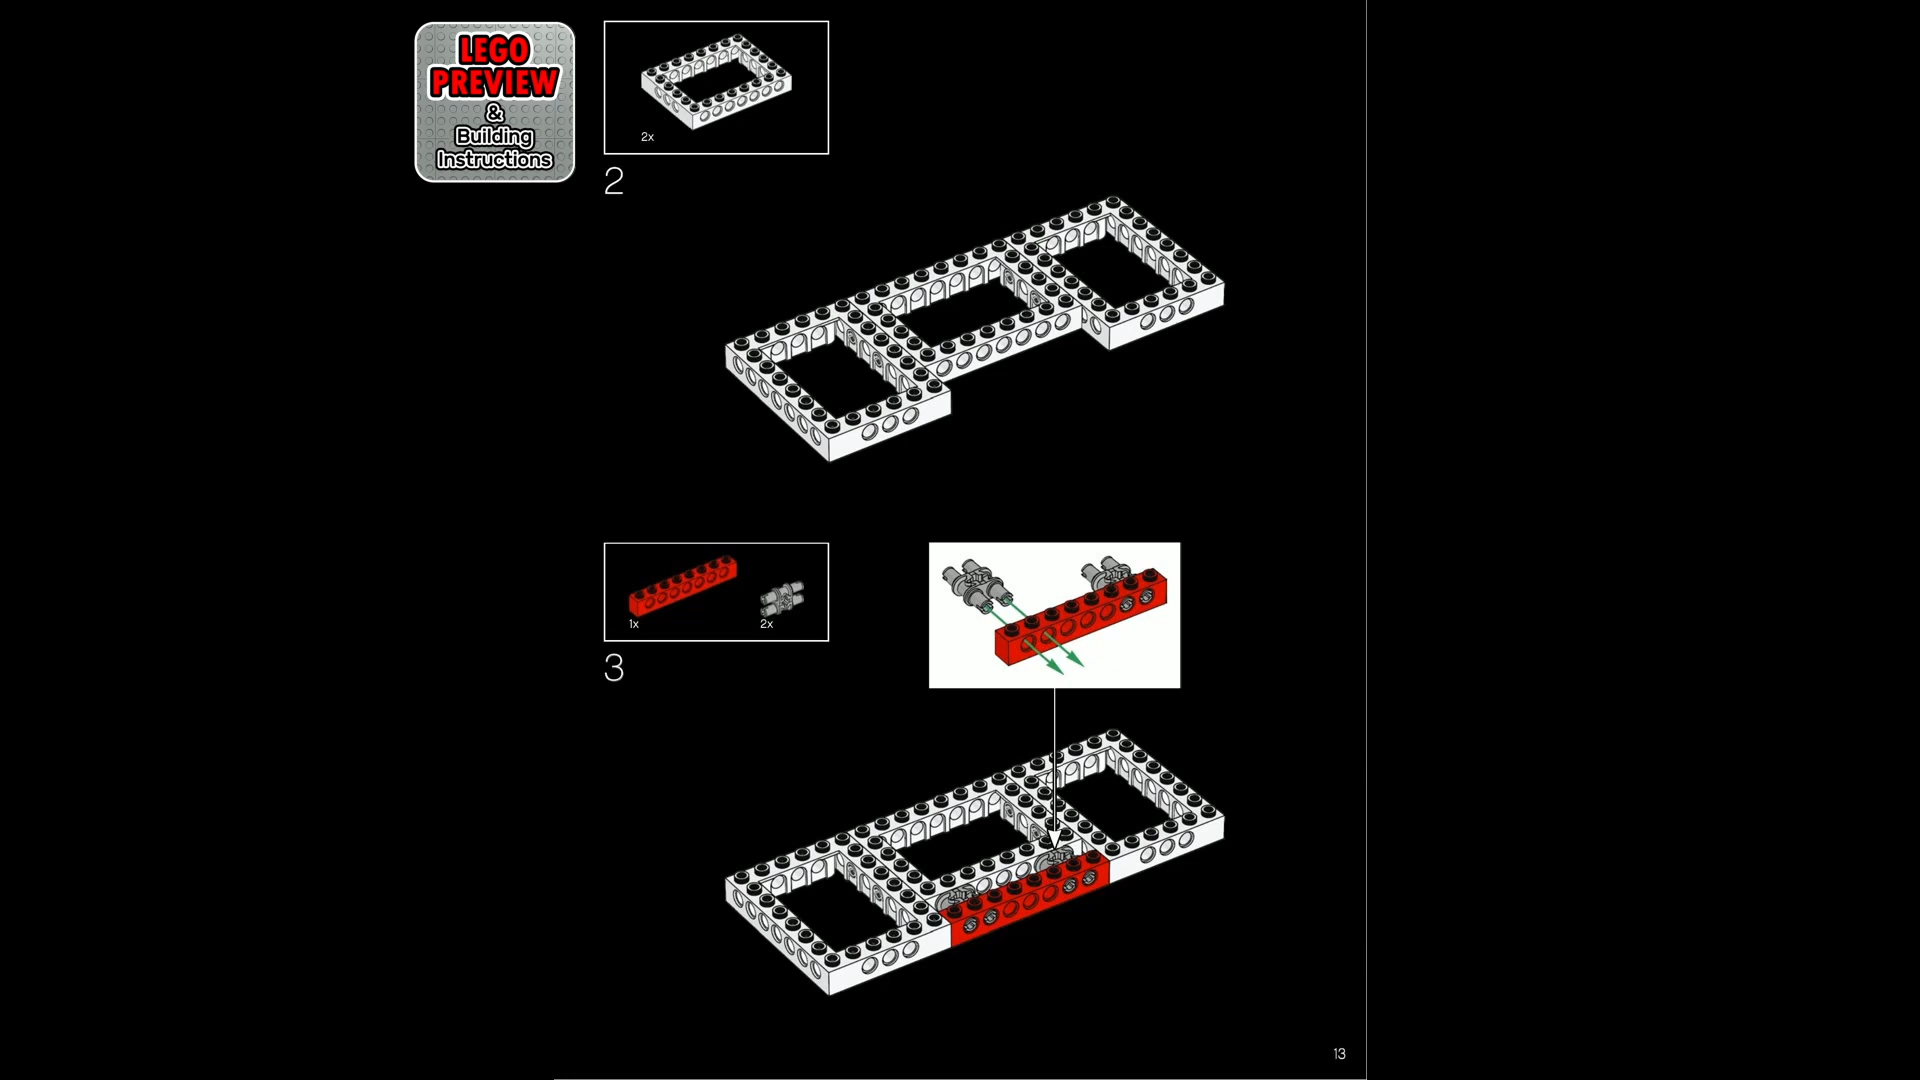 LEGO
PREVIEW
&
Building
Instructions
2x
2
1x
2x
3
13